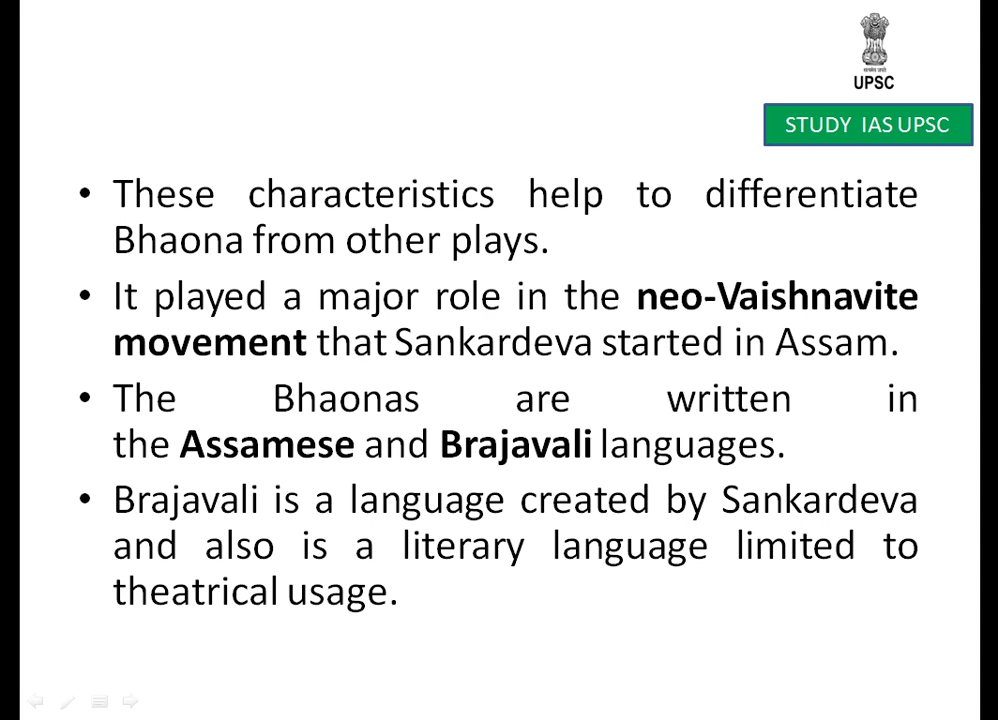 UPSC
STUDY IAS UPSC
• These characteristics help to differentiate
Bhaona from other plays.
• It played a major role in the neo-Vaishnavite
movement that Sankardeva started in Assam.
• The Bhaonas are written in
the Assamese and Brajavali languages.
• Brajavali is a language created by Sankardeva
and also is a literary language limited to
theatrical usage.